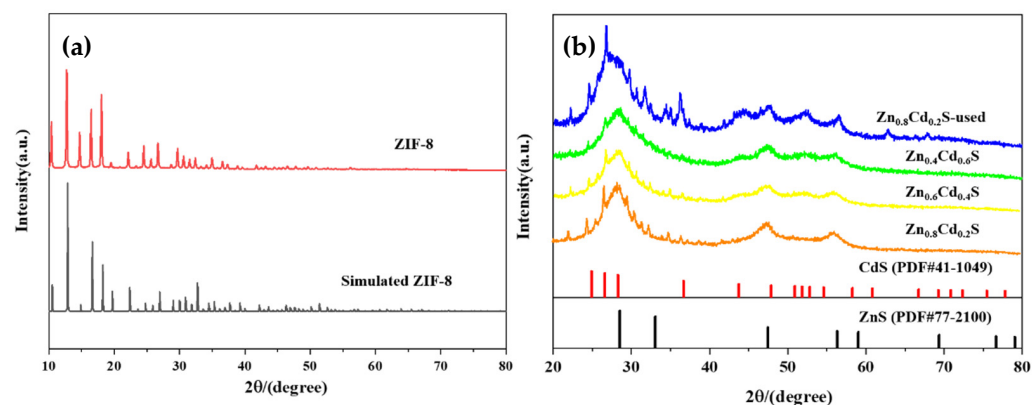 (a)
ZIF-8
Simulated ZIF-8
Intensity(a.u.)
10 20 30 40 50 60 70 80
2θ/(degree)
(b)
Zn₀.₈Cd₀.₂S-used
Zn₀.₄Cd₀.₆S
Zn₀.₆Cd₀.₄S
Zn₀.₈Cd₀.₂S
CdS (PDF#41-1049)
ZnS (PDF#77-2100)
Intensity(a.u.)
20 30 40 50 60 70 80
2θ/(degree)